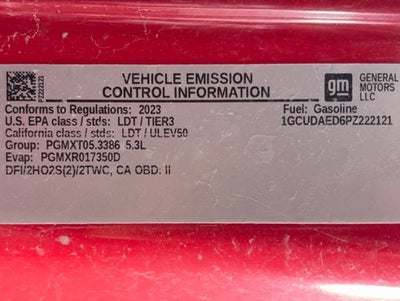 VEHICLE EMISSION
CONTROL INFORMATION
gm
GENERAL
MOTORS
LLC
PZ222121
Conforms to Regulations: 2023
Fuel: Gasoline
U.S. EPA class / stds: LDT / TIER3
1GCUDAED6PZ222121
California class / stds: LDT / ULEV50
Group: PGMXT05.3386 5.3L
Evap: PGMXR017350D
DFI/2HO2S(2)/2TWC, CA OBD: II